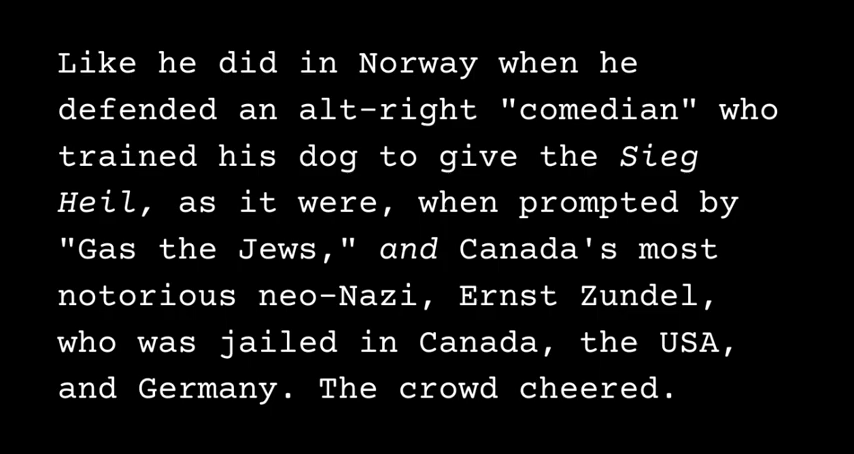 Like he did in Norway when he
defended an alt-right "comedian" who
trained his dog to give the Sieg
Heil, as it were, when prompted by
"Gas the Jews," and Canada's most
notorious neo-Nazi, Ernst Zundel,
who was jailed in Canada, the USA,
and Germany. The crowd cheered.